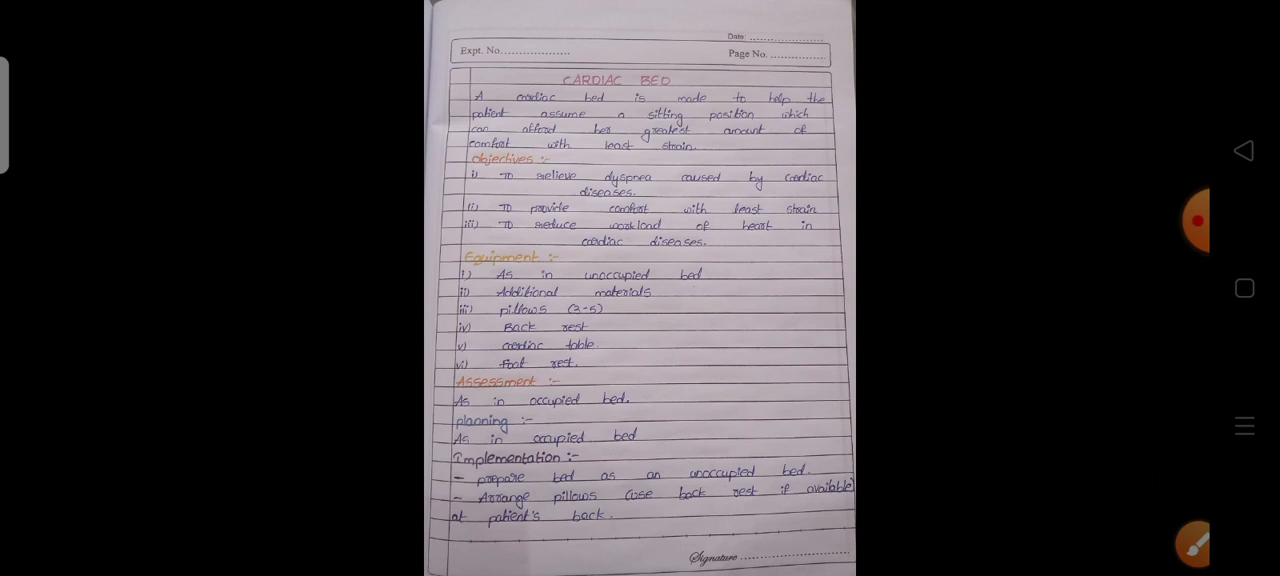 Date: ........................
Expt. No....................
Page No. ..................
CARDIAC BED
A cardiac bed is made to help the
patient assume a sitting position which
can afford her greatest amount of
comfort with least strain.
Objectives :-
i) To relieve dyspnea caused by cardiac
diseases.
ii) To provide comfort with least strain
iii) To reduce workload of heart in
cardiac diseases.
Equipment :-
i) As in unoccupied bed
ii) Additional materials
iii) pillows (3-5)
iv) Back rest
v) cardiac table.
vi) foot rest.
Assessment :-
As in occupied bed.
planning :-
As in occupied bed
Implementation :-
- prepare bed as an unoccupied bed.
- Arrange pillows (use back rest if available)
at patient's back.
Signature ..............................